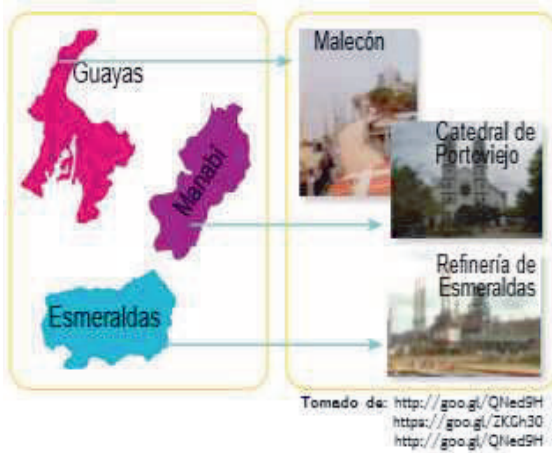 Guayas
Manabí
Esmeraldas
Malecón
Catedral de
Portoviejo
Refinería de
Esmeraldas
Tomado de: http://goo.gl/QNed9H
https://goo.gl/ZKGh30
http://goo.gl/QNed9H